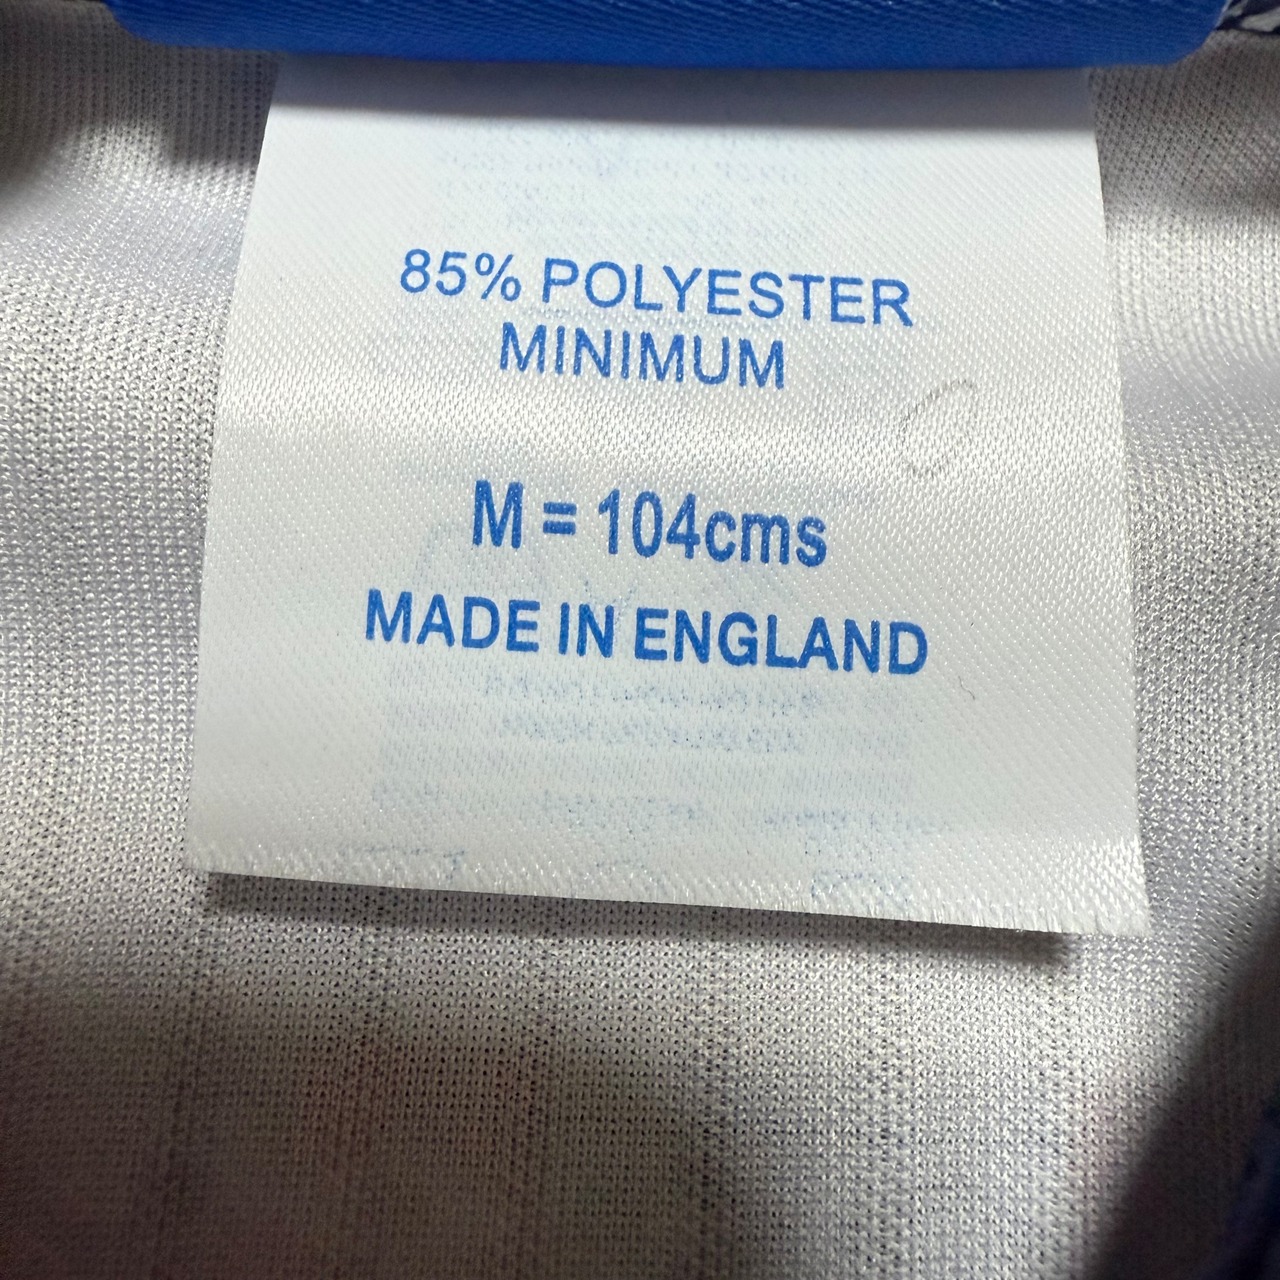 85% POLYESTER
MINIMUM
M = 104cms
MADE IN ENGLAND